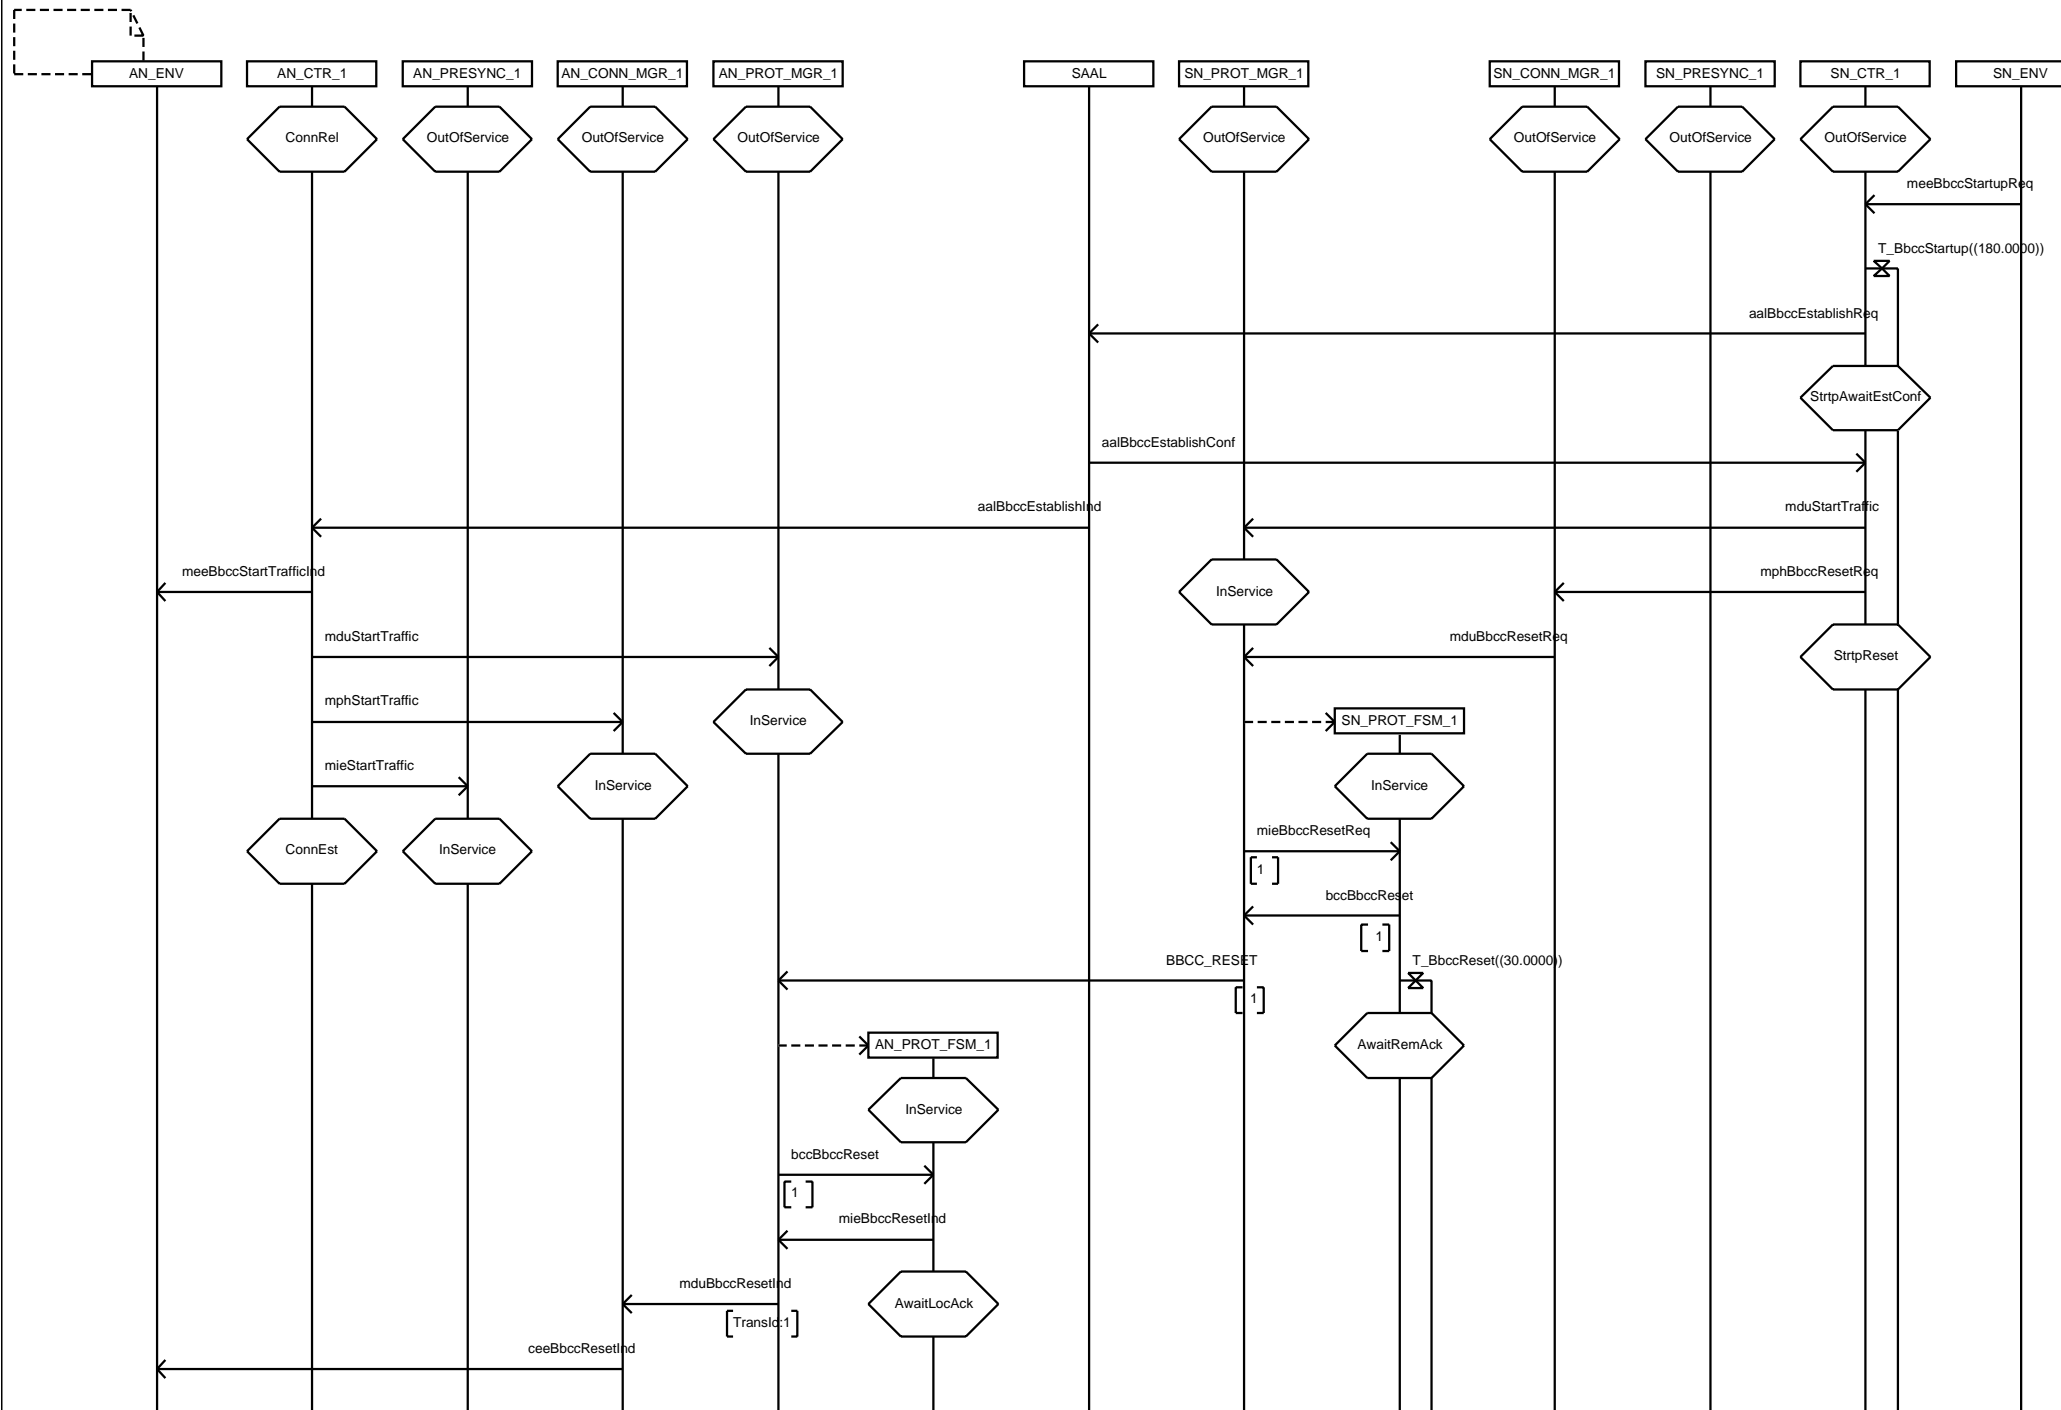 AN_ENV AN_CTR_1 AN_PRESYNC_1 AN_CONN_MGR_1 AN_PROT_MGR_1 SAAL SN_PROT_MGR_1 SN_CONN_MGR_1 SN_PRESYNC_1 SN_CTR_1 SN_ENV
ConnRel OutOfService OutOfService OutOfService OutOfService OutOfService OutOfService OutOfService
meeBbccStartupReq
T_BbccStartup((180.0000))
aalBbccEstablishReq
StrtpAwaitEstConf
aalBbccEstablishConf
aalBbccEstablishInd mduStartTraffic
meeBbccStartTrafficInd InService mphBbccResetReq
mduStartTraffic mduBbccResetReq StrtpReset
mphStartTraffic InService SN_PROT_FSM_1
mieStartTraffic InService InService
ConnEst InService mieBbccResetReq
1
bccBbccReset
1
BBCC_RESET T_BbccReset((30.0000))
1
AN_PROT_FSM_1 AwaitRemAck
InService
bccBbccReset
1
mieBbccResetInd
mduBbccResetInd AwaitLocAck
TransId:1
ceeBbccResetInd